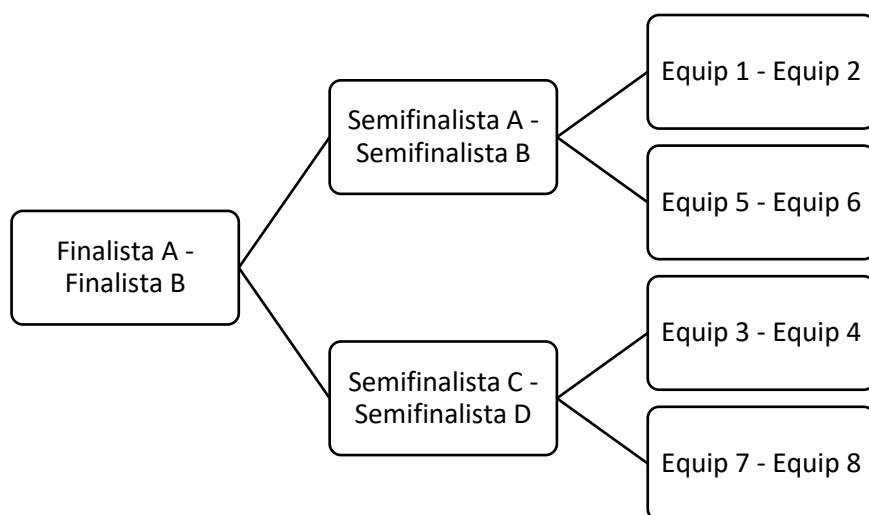 Equip 1 - Equip 2
Semifinalista A -
Semifinalista B
Equip 5 - Equip 6
Finalista A -
Finalista B
Equip 3 - Equip 4
Semifinalista C -
Semifinalista D
Equip 7 - Equip 8